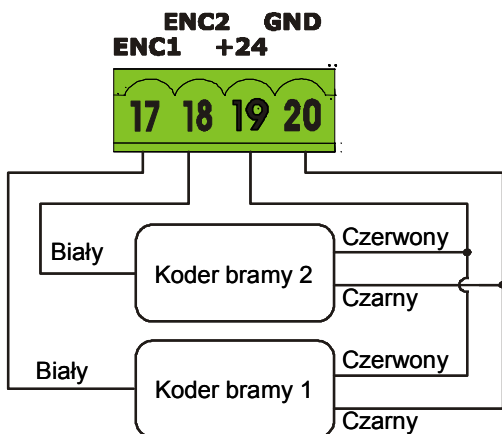 ENC2 GND
ENC1 +24
17 18 19 20
Biały
Koder bramy 2
Czerwony
Czarny
Biały
Koder bramy 1
Czerwony
Czarny